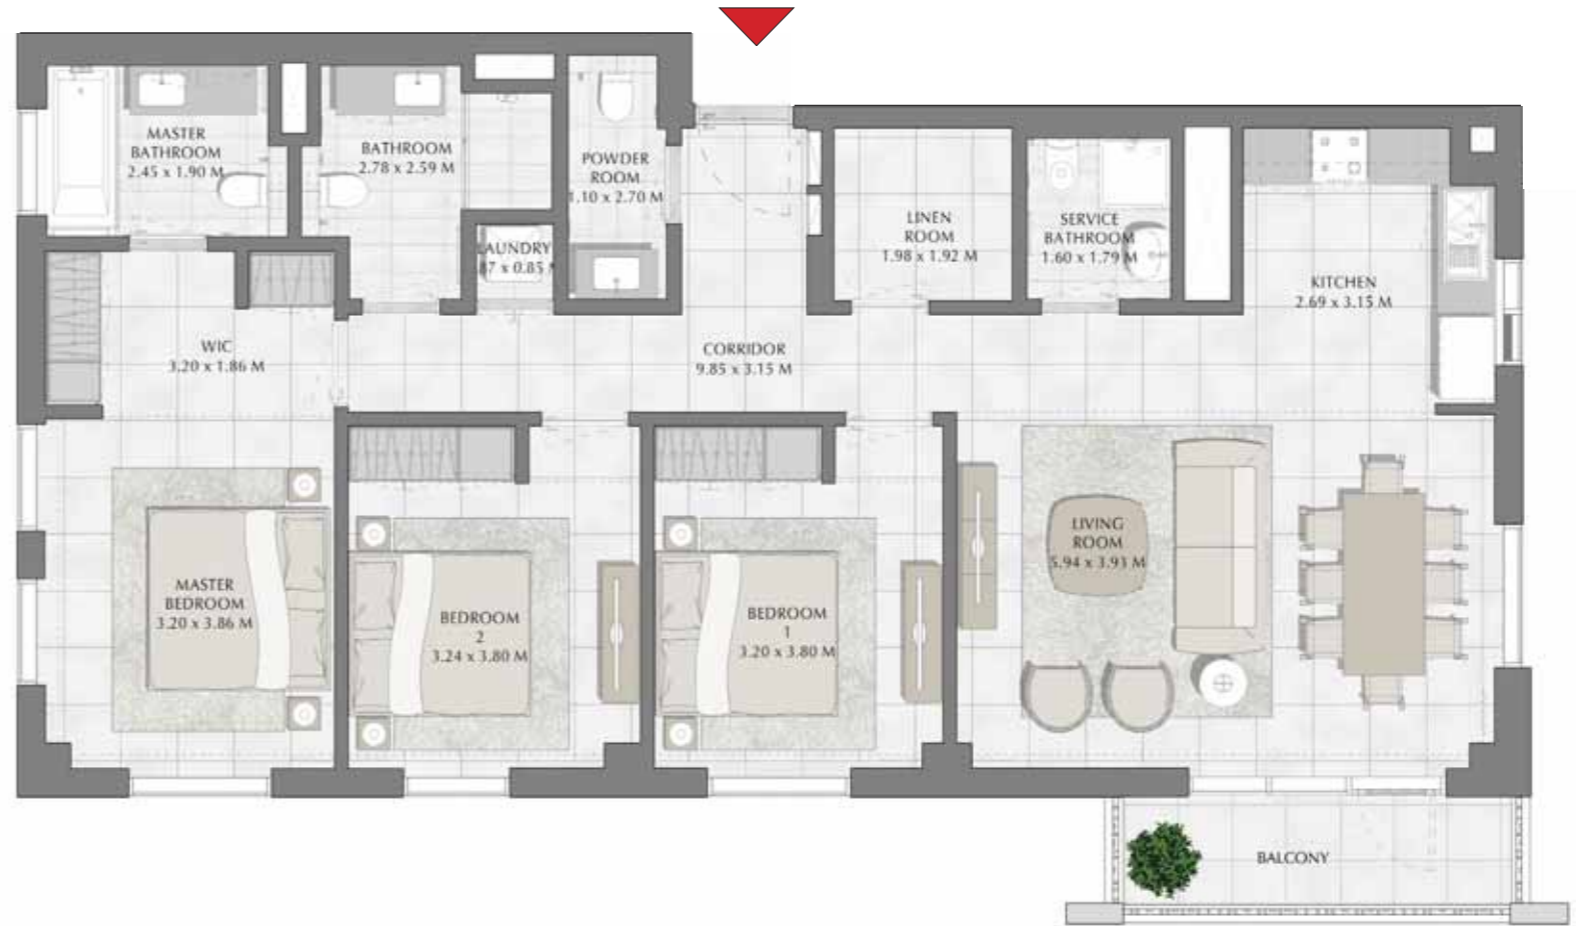 MASTER
BATHROOM
2.45 x 1.90 M
BATHROOM
2.78 x 2.59 M
POWDER
ROOM
1.10 x 2.70 M
LAUNDRY
87 x 0.85 M
LINEN
ROOM
1.98 x 1.92 M
SERVICE
BATHROOM
1.60 x 1.79 M
KITCHEN
2.69 x 3.15 M
WIC
3.20 x 1.86 M
CORRIDOR
9.85 x 3.15 M
MASTER
BEDROOM
3.20 x 3.86 M
BEDROOM
2
3.24 x 3.80 M
BEDROOM
1
3.20 x 3.80 M
LIVING
ROOM
5.94 x 3.93 M
BALCONY